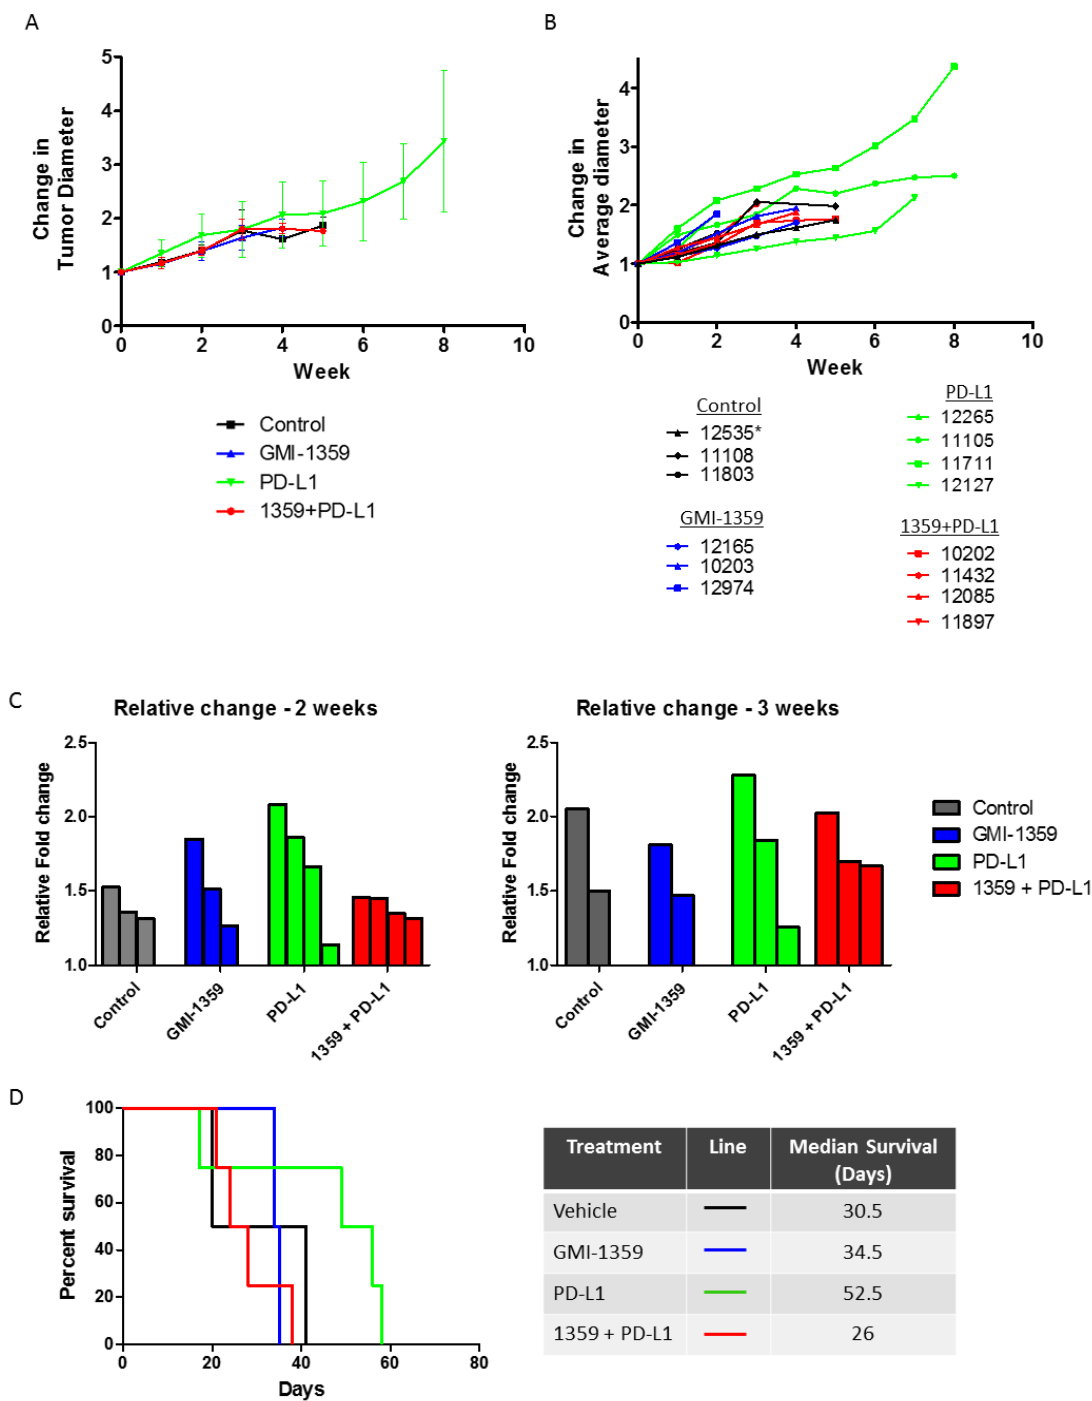 A
B
5
4
3
2
1
0
Change in
Tumor Diameter
0
2
4
6
8
10
Week
4
3
2
1
0
Change in
Average diameter
0
2
4
6
8
10
Week
Control
GMI-1359
PD-L1
1359+PD-L1
Control
12535*
11108
11803
GMI-1359
12165
10203
12974
PD-L1
12265
11105
11711
12127
1359+PD-L1
10202
11432
12085
11897
C
Relative change - 2 weeks
2.5
2.0
1.5
1.0
Relative Fold change
Control
GMI-1359
PD-L1
1359 + PD-L1
Relative change - 3 weeks
2.5
2.0
1.5
1.0
Relative Fold change
Control
GMI-1359
PD-L1
1359 + PD-L1
Control
GMI-1359
PD-L1
1359 + PD-L1
D
100
80
60
40
20
0
Percent survival
0
20
40
60
80
Days
Treatment Line Median Survival
(Days)
Vehicle 30.5
GMI-1359 34.5
PD-L1 52.5
1359 + PD-L1 26